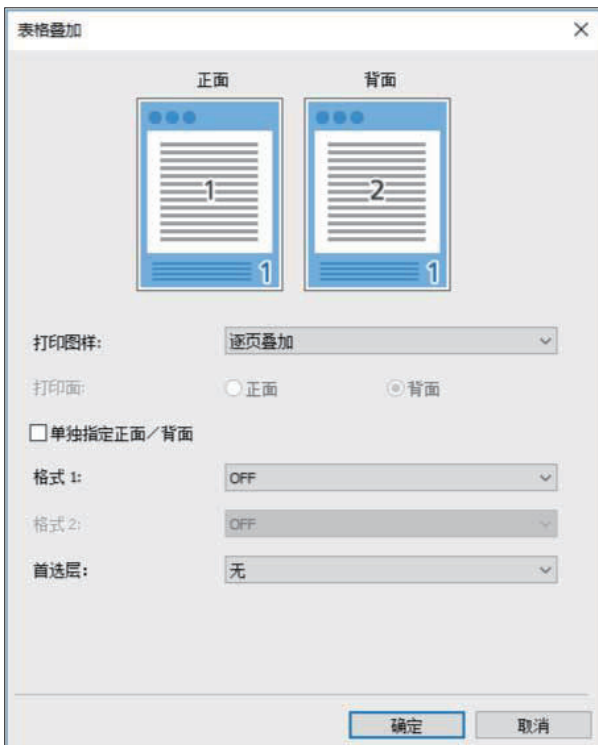 表格叠加
正面 背面
1 2
1 1
打印图样: 逐页叠加
打印面: 正面 背面
单独指定正面／背面
格式 1: OFF
格式 2: OFF
首选层: 无
确定 取消